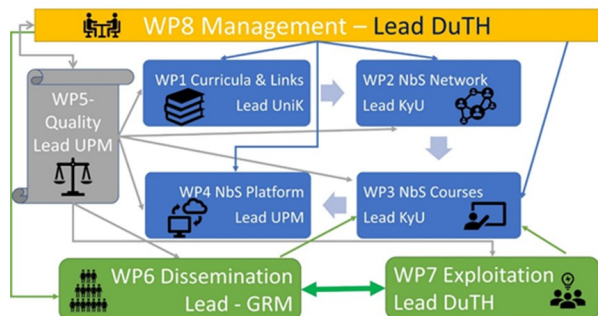 WP8 Management – Lead DuTH
WP5-
Quality
Lead UPM
WP1 Curricula & Links
Lead UniK
WP2 NbS Network
Lead KyU
WP4 NbS Platform
Lead UPM
WP3 NbS Courses
Lead KyU
WP6 Dissemination
Lead - GRM
WP7 Exploitation
Lead DuTH